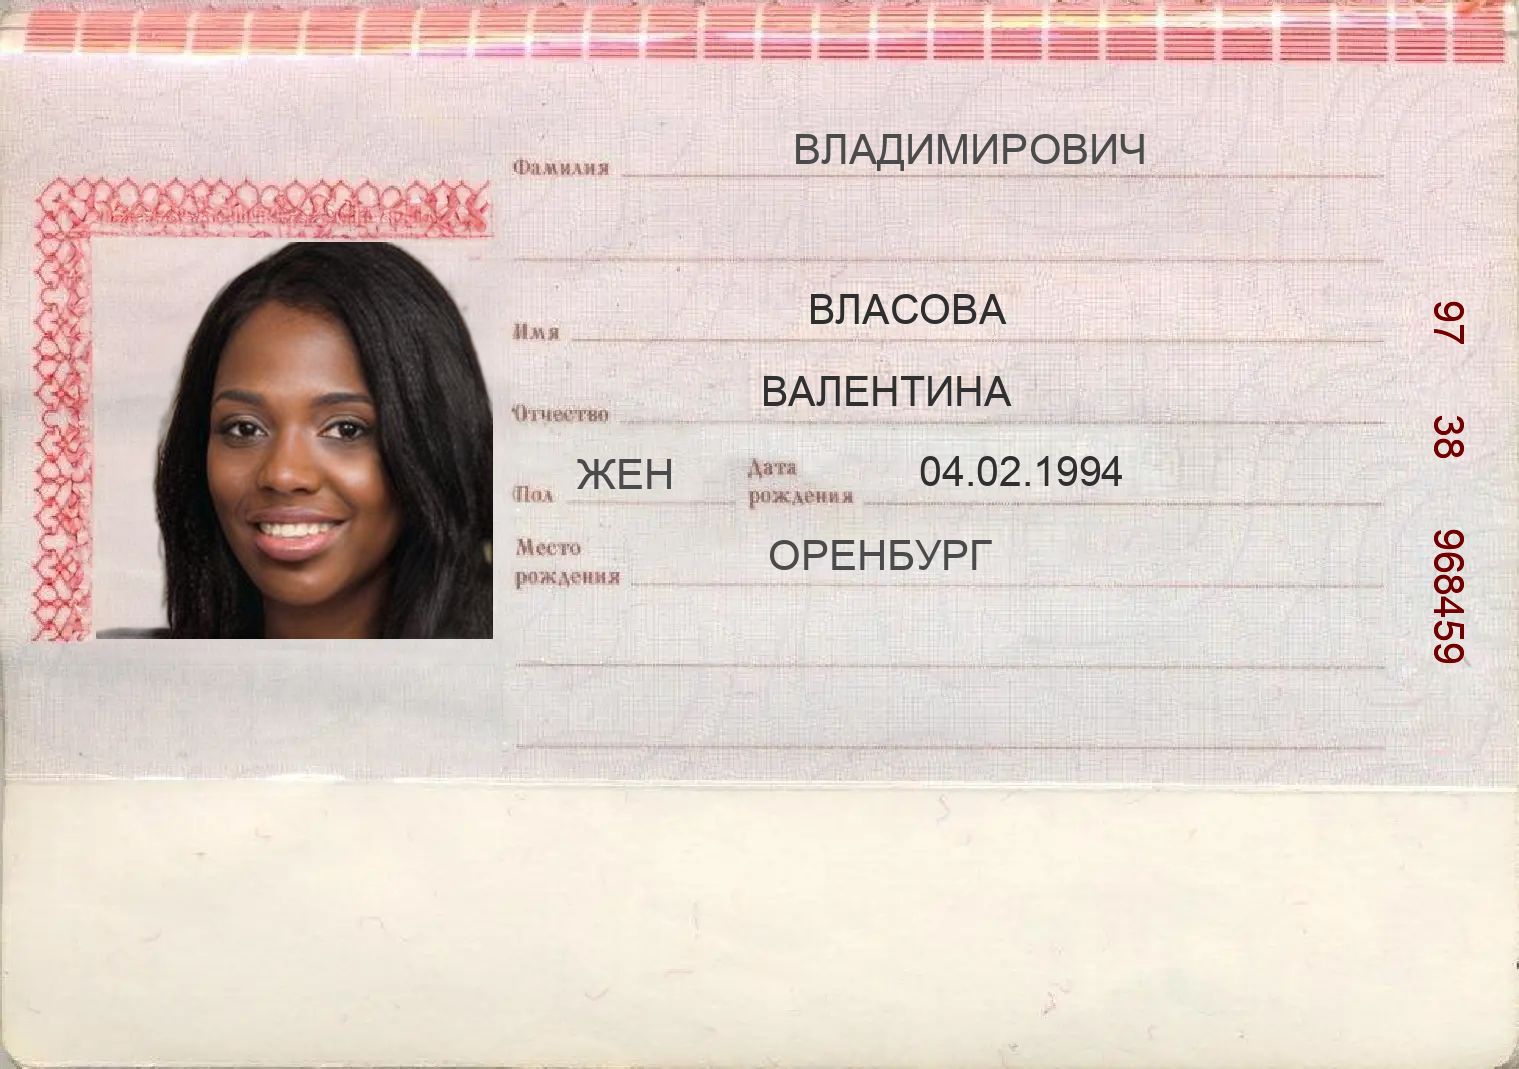 Фамилия ВЛАДИМИРОВИЧ
Имя ВЛАСОВА
Отчество ВАЛЕНТИНА
Пол ЖЕН Дата рождения 04.02.1994
Место рождения ОРЕНБУРГ
97 38 968459